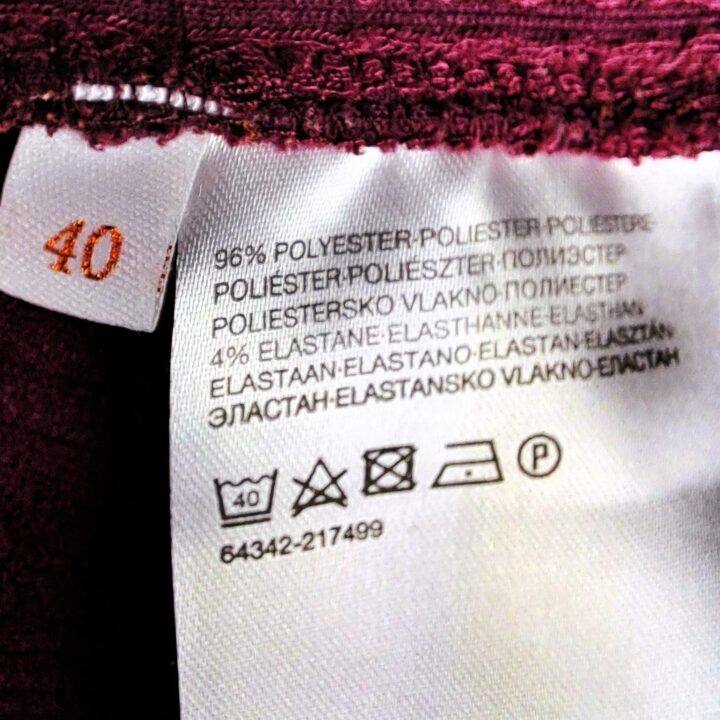 40
96% POLYESTER·POLIESTER·POLIESTERE
POLIÉSTER·POLIESZTER·ПОЛИЭСТЕР
POLIESTERSKO VLAKNO·ПОЛИЕСТЕР
4% ELASTANE·ELASTHANNE·ELASTHAN
ELASTAAN·ELASTANO·ELASTAN·ELASZTÁN
ЭЛАСТАН·ELASTANSKO VLAKNO·ЕЛАСТАН
40 P
64342-217499